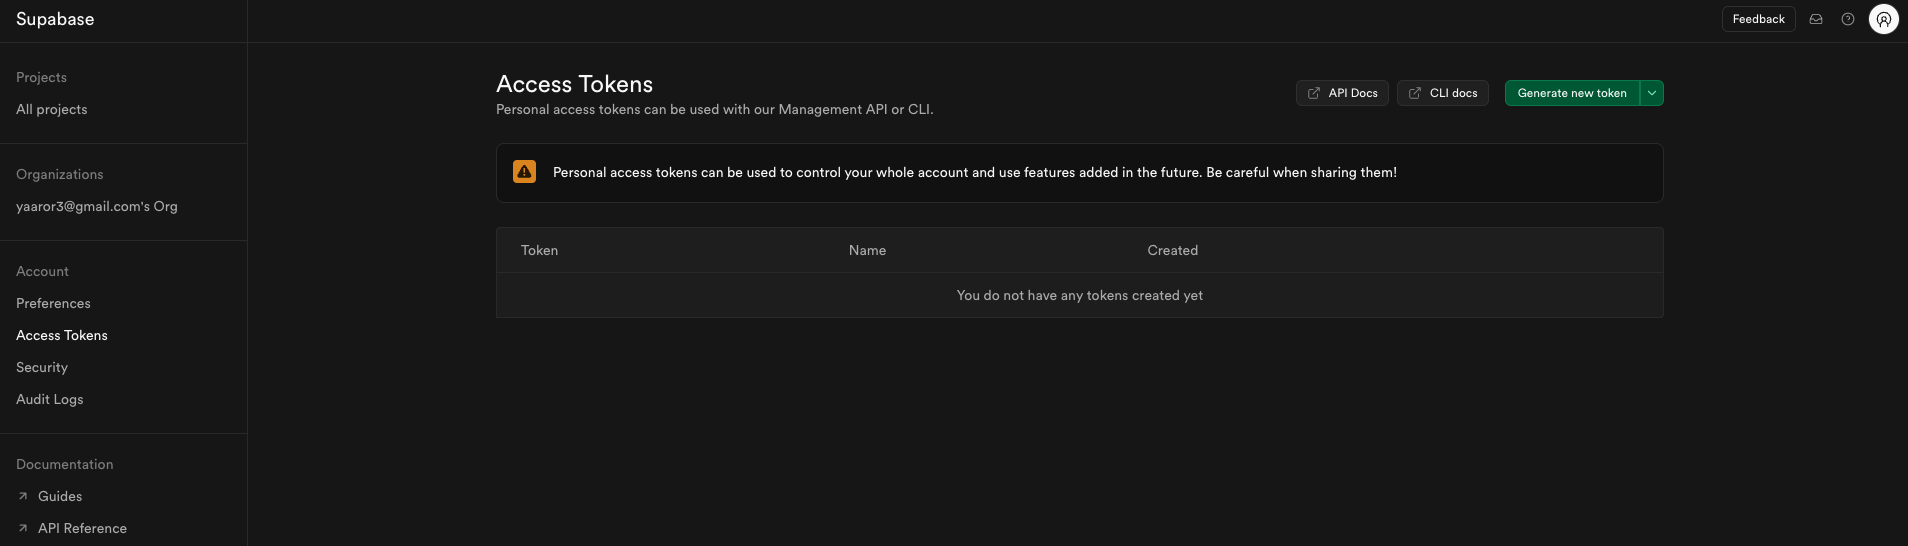 Supabase
Feedback
Projects
All projects
Organizations
yaaror3@gmail.com's Org
Account
Preferences
Access Tokens
Security
Audit Logs
Documentation
Guides
API Reference
Access Tokens
Personal access tokens can be used with our Management API or CLI.
API Docs
CLI docs
Generate new token
Personal access tokens can be used to control your whole account and use features added in the future. Be careful when sharing them!
Token Name Created
You do not have any tokens created yet